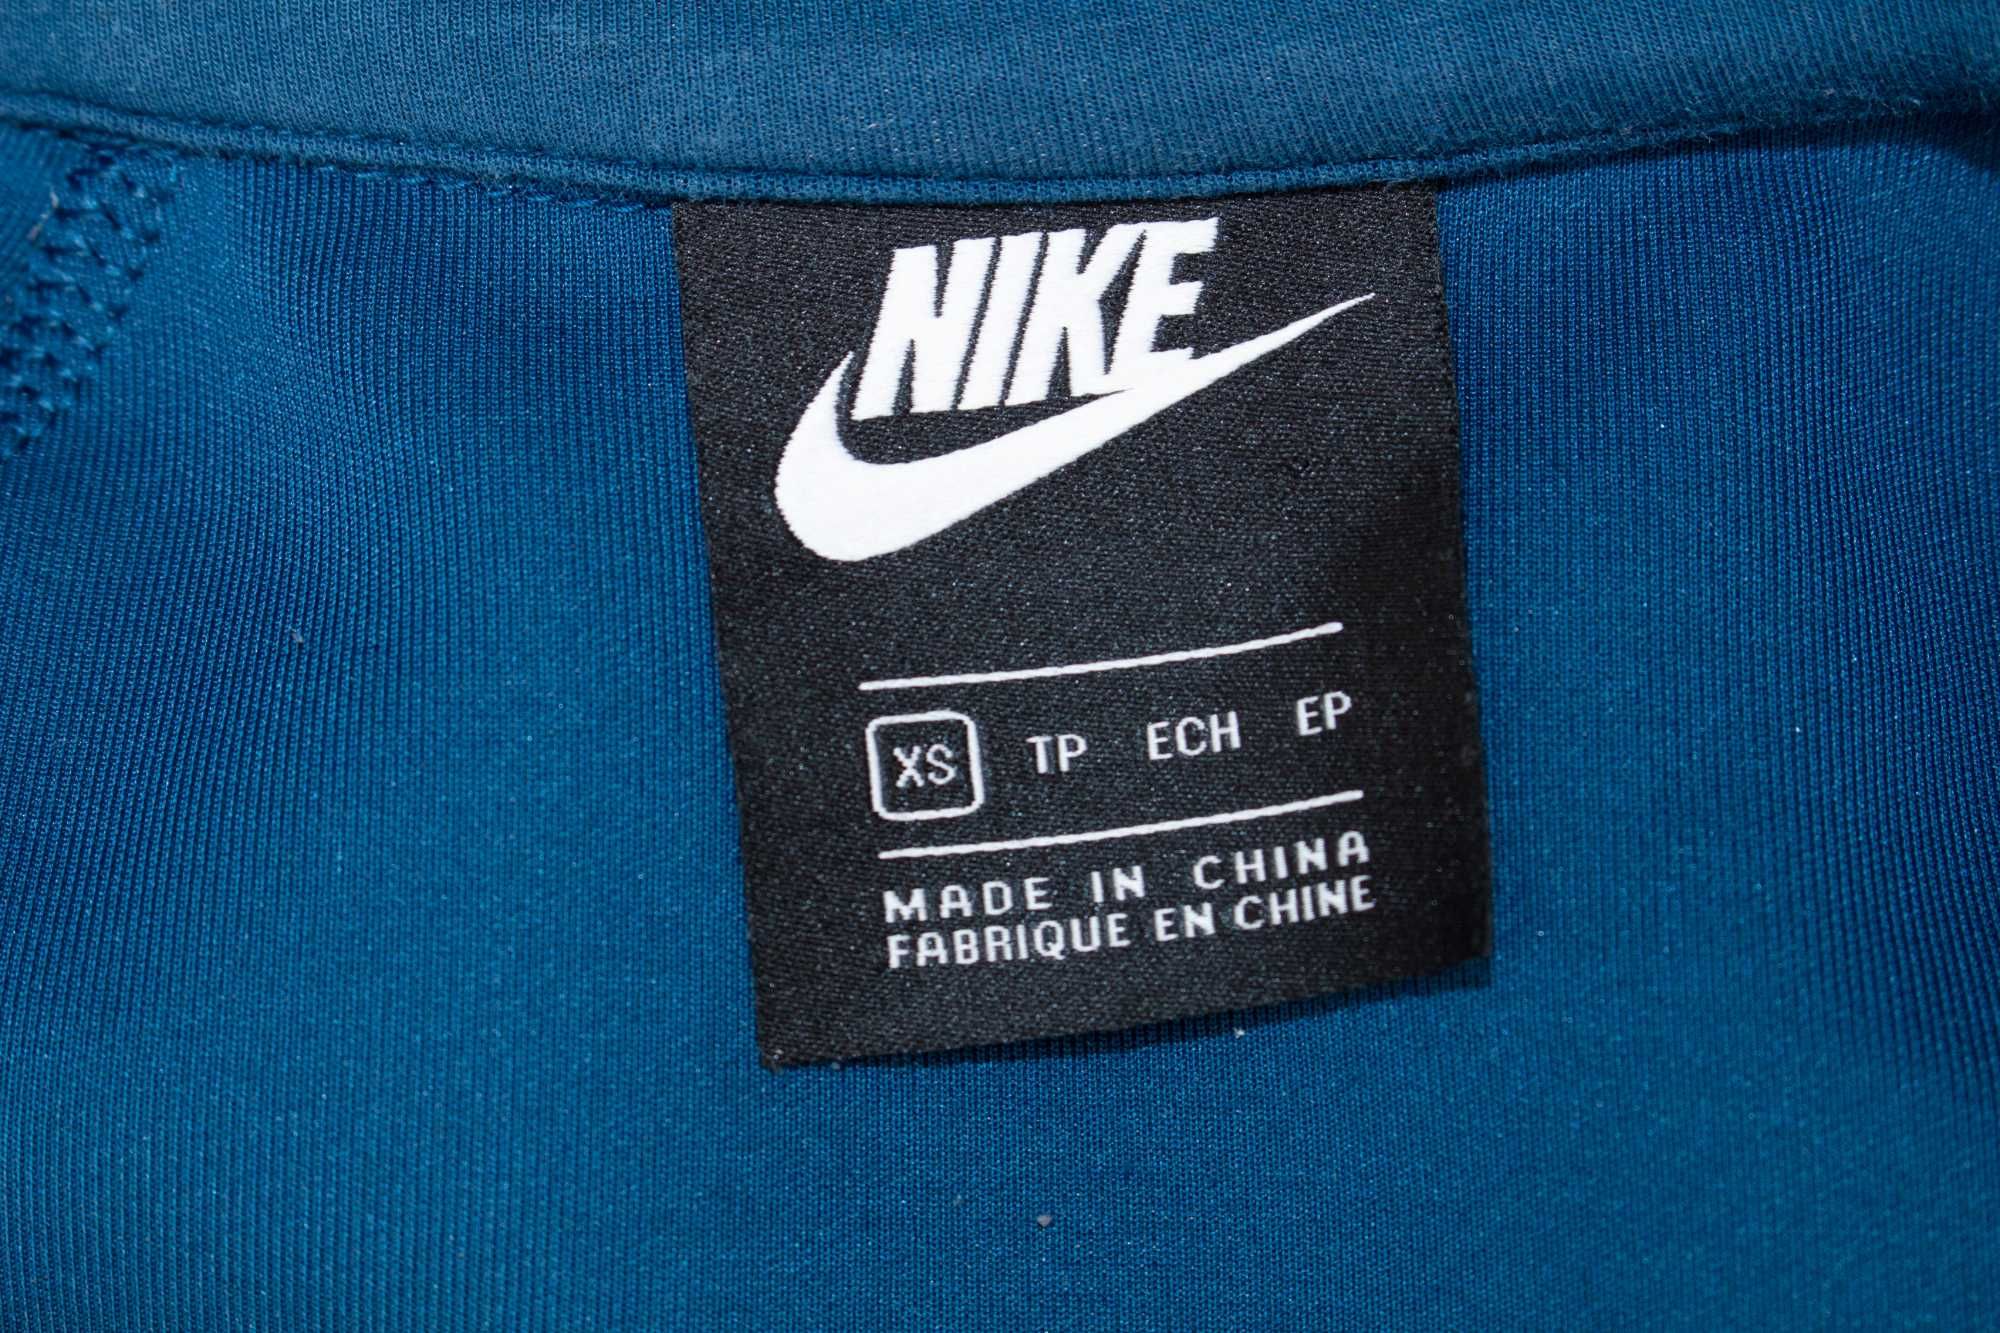 NIKE
XS TP ECH EP
MADE IN CHINA
FABRIQUE EN CHINE